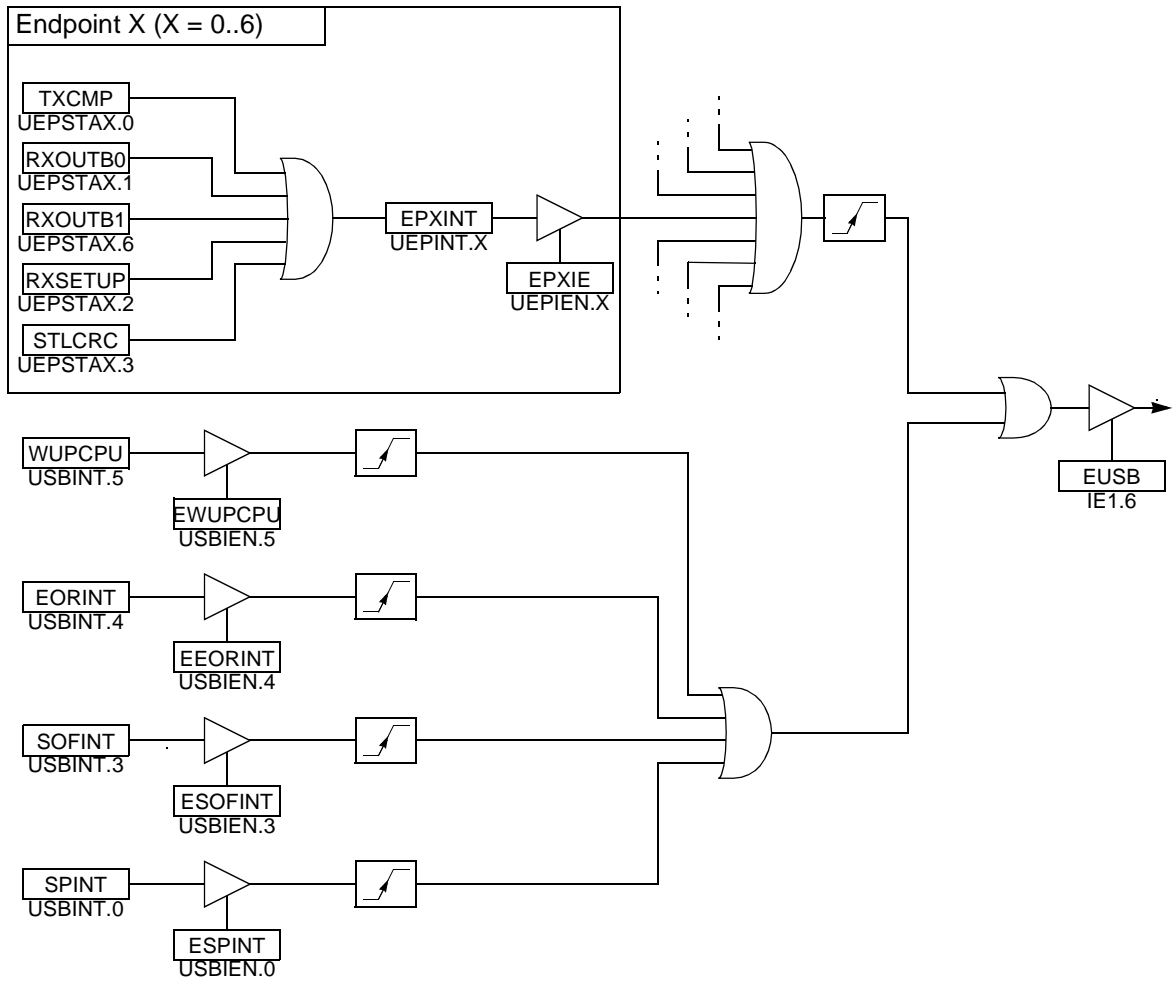 Endpoint X (X = 0..6)
TXCMP
UEPSTAX.0
RXOUTB0
UEPSTAX.1
RXOUTB1
UEPSTAX.6
RXSETUP
UEPSTAX.2
STLCRC
UEPSTAX.3
EPXINT
UEPINT.X
EPXIE
UEPIEN.X
WUPCPU
USBINT.5
EWUPCPU
USBIEN.5
EUSB
IE1.6
EORINT
USBINT.4
EEORINT
USBIEN.4
SOFINT
USBINT.3
ESOFINT
USBIEN.3
SPINT
USBINT.0
ESPINT
USBIEN.0